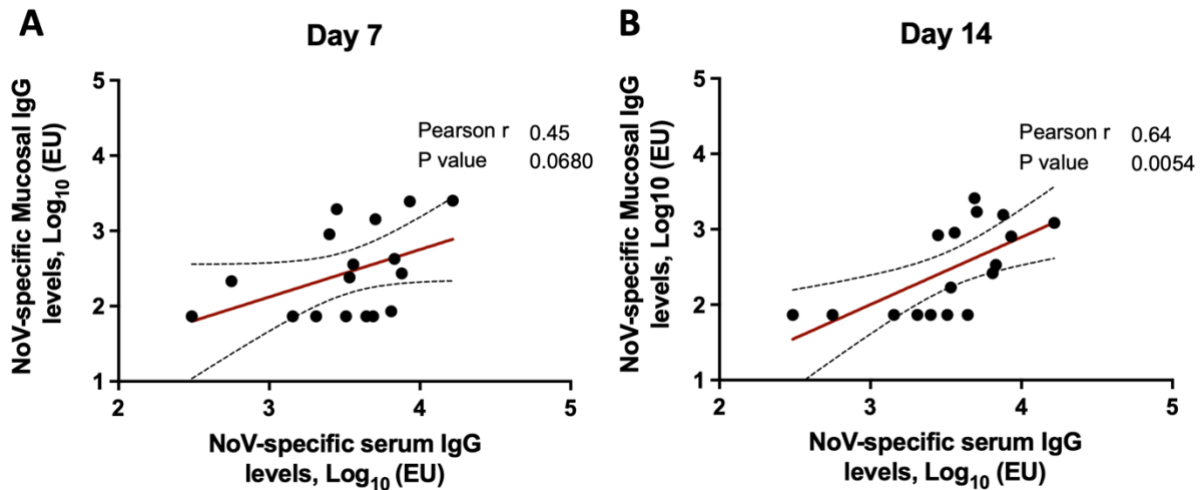 A
Day 7
NoV-specific Mucosal IgG
levels, Log10 (EU)
5
4
3
2
1
Pearson r 0.45
P value 0.0680
2 3 4 5
NoV-specific serum IgG
levels, Log10 (EU)
B
Day 14
NoV-specific Mucosal IgG
levels, Log10 (EU)
5
4
3
2
1
Pearson r 0.64
P value 0.0054
2 3 4 5
NoV-specific serum IgG
levels, Log10 (EU)